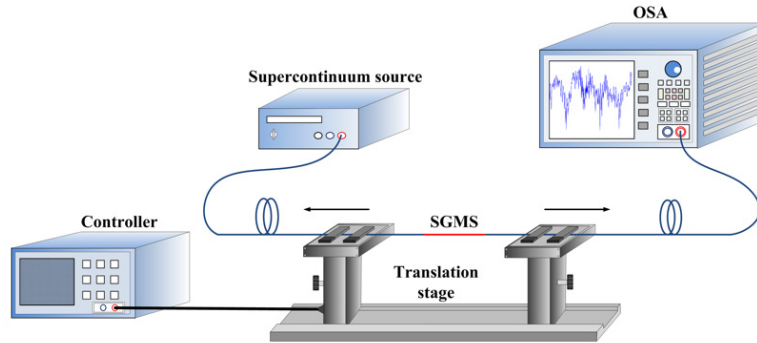 OSA
Supercontinuum source
Controller
SGMS
Translation
stage